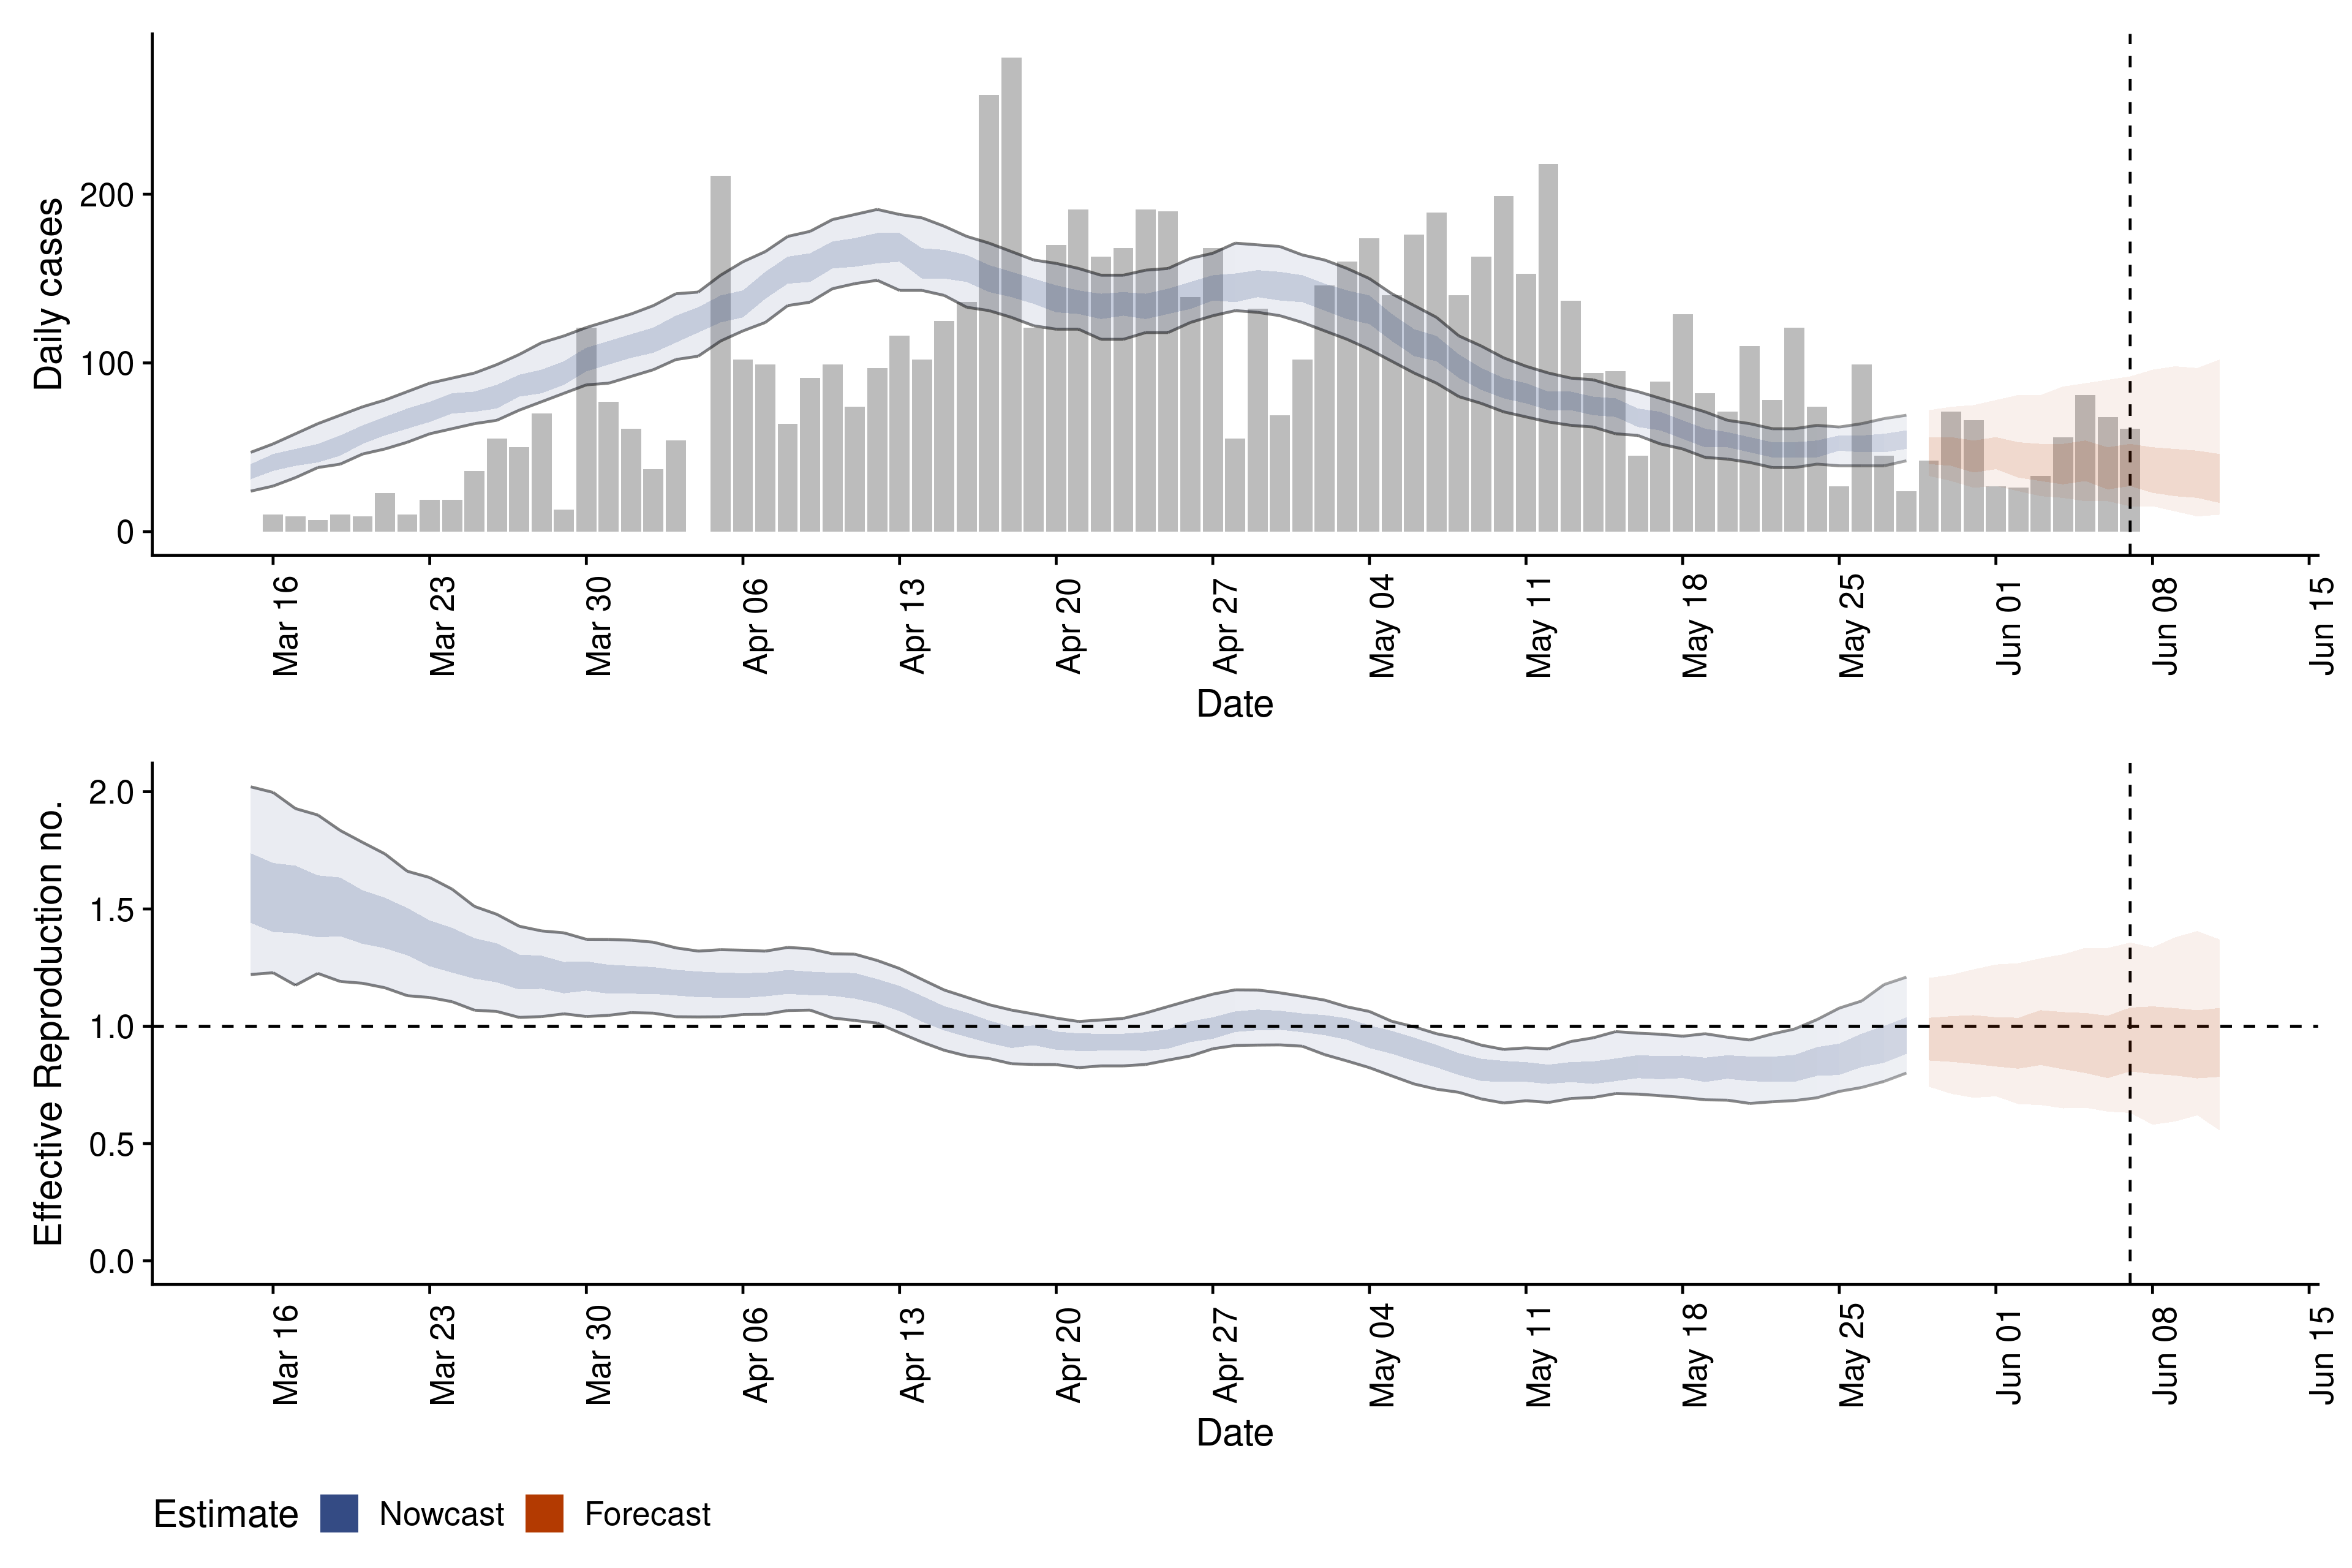 Daily cases
200
100
0
Mar 16
Mar 23
Mar 30
Apr 06
Apr 13
Apr 20
Apr 27
May 04
May 11
May 18
May 25
Jun 01
Jun 08
Jun 15
Date
Effective Reproduction no.
2.0
1.5
1.0
0.5
0.0
Mar 16
Mar 23
Mar 30
Apr 06
Apr 13
Apr 20
Apr 27
May 04
May 11
May 18
May 25
Jun 01
Jun 08
Jun 15
Date
Estimate Nowcast Forecast